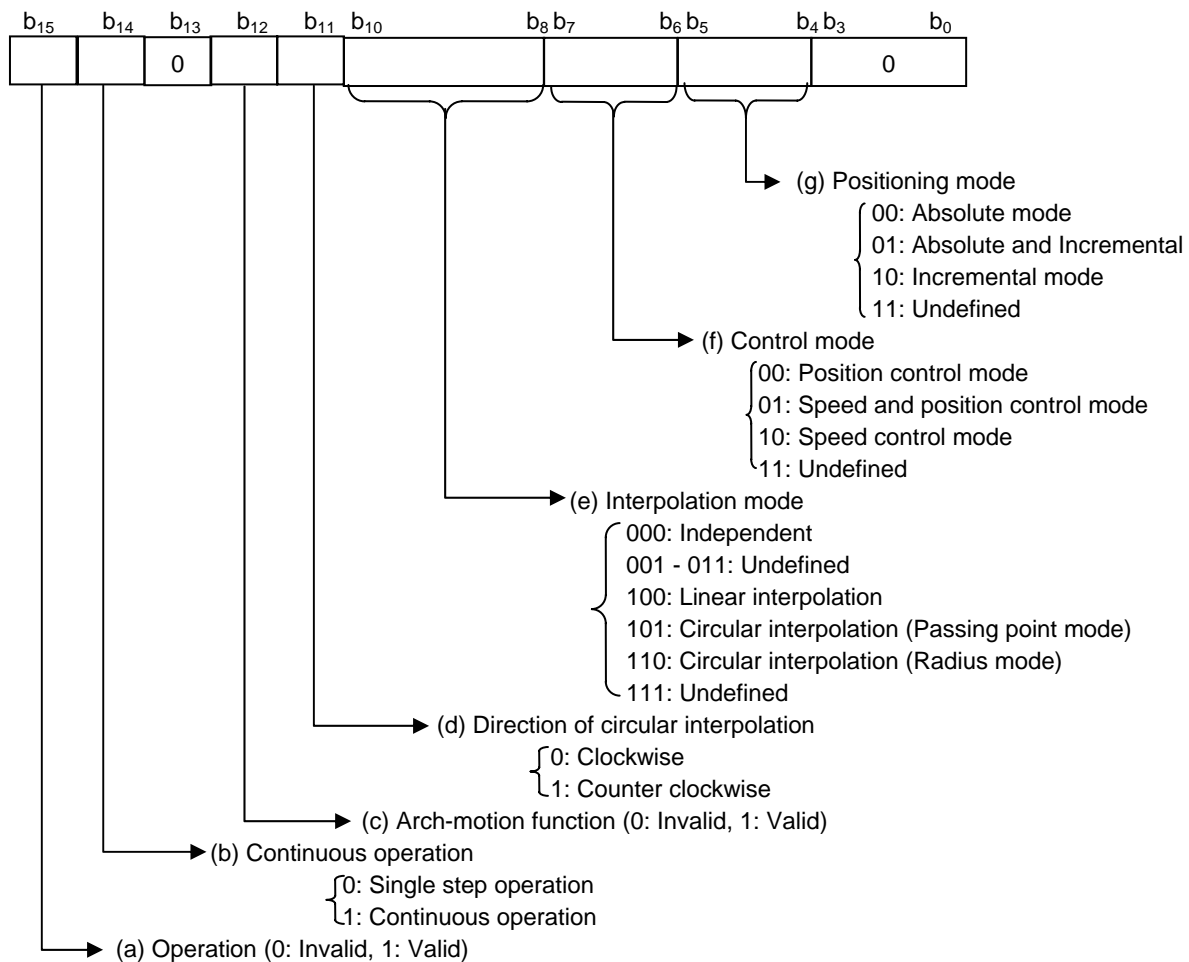 b15 b14 b13 b12 b11 b10 b8 b7 b6 b5 b4 b3 b0
0 0
(g) Positioning mode
00: Absolute mode
01: Absolute and Incremental
10: Incremental mode
11: Undefined
(f) Control mode
00: Position control mode
01: Speed and position control mode
10: Speed control mode
11: Undefined
(e) Interpolation mode
000: Independent
001 - 011: Undefined
100: Linear interpolation
101: Circular interpolation (Passing point mode)
110: Circular interpolation (Radius mode)
111: Undefined
(d) Direction of circular interpolation
0: Clockwise
1: Counter clockwise
(c) Arch-motion function (0: Invalid, 1: Valid)
(b) Continuous operation
0: Single step operation
1: Continuous operation
(a) Operation (0: Invalid, 1: Valid)